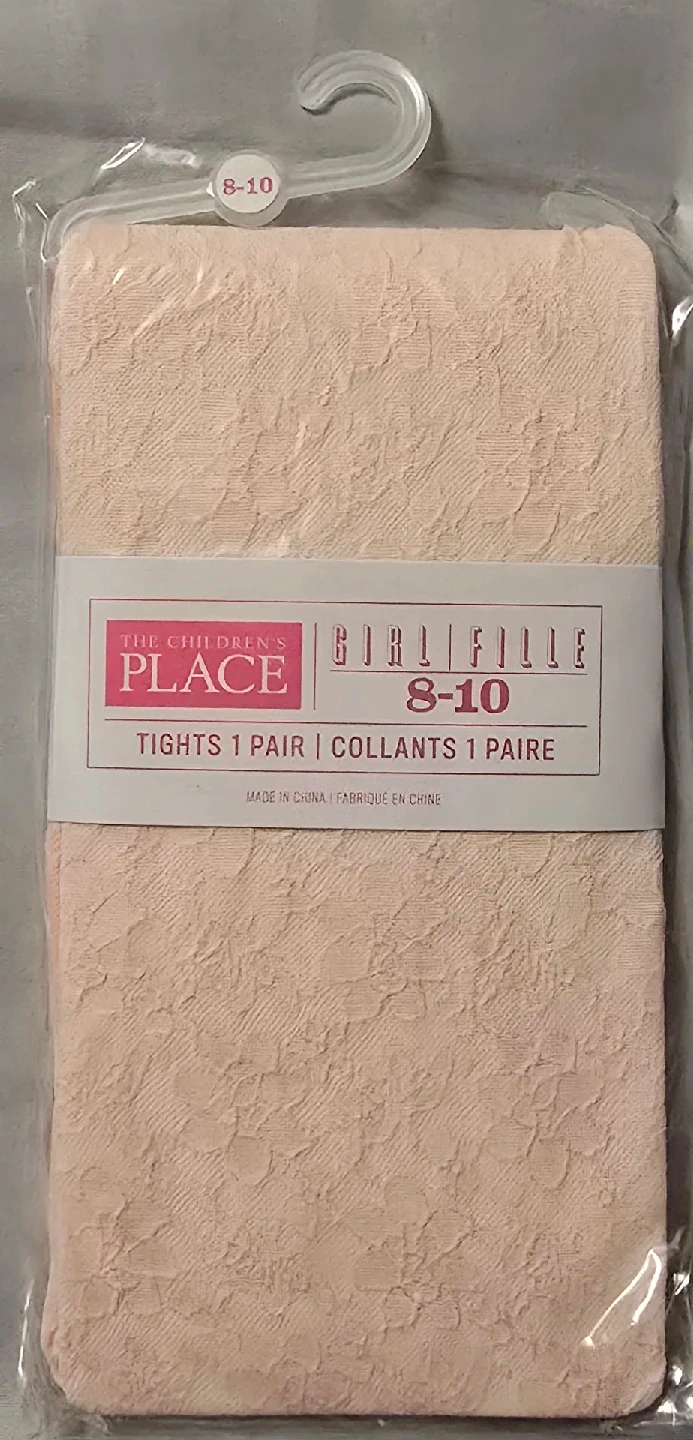 8-10
THE CHILDREN'S
PLACE
GIRL | FILLE
8-10
TIGHTS 1 PAIR | COLLANTS 1 PAIRE
MADE IN CHINA | FABRIQUÉ EN CHINE